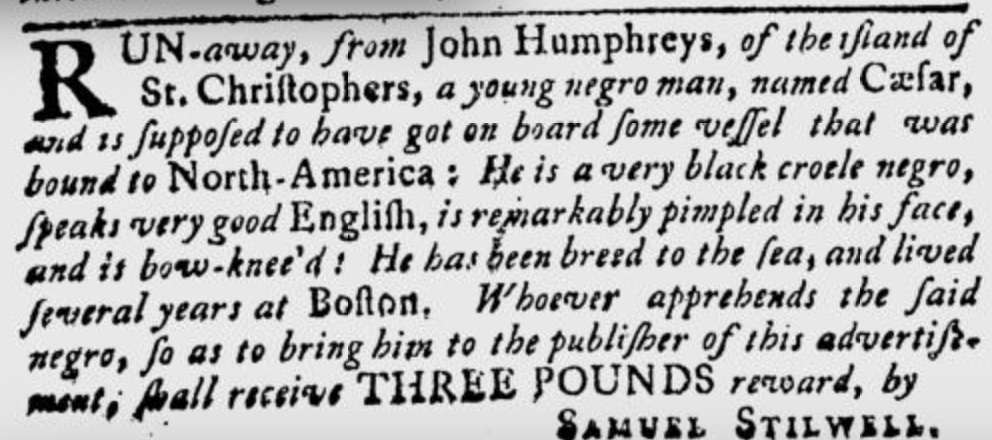 RUN-away, from John Humphreys, of the iſland of
St. Chriſtophers, a young negro man, named Cæſar,
and is ſuppoſed to have got on board ſome veſſel that was
bound to North-America: He is a very black croele negro,
ſpeaks very good Engliſh, is remarkably pimpled in his face,
and is bow-knee'd: He has been breed to the ſea, and lived
ſeveral years at Boſton. Whoever apprehends the ſaid
negro, ſo as to bring him to the publiſher of this advertiſe-
ment, ſhall receive THREE POUNDS reward, by
SAMUEL STILWELL.